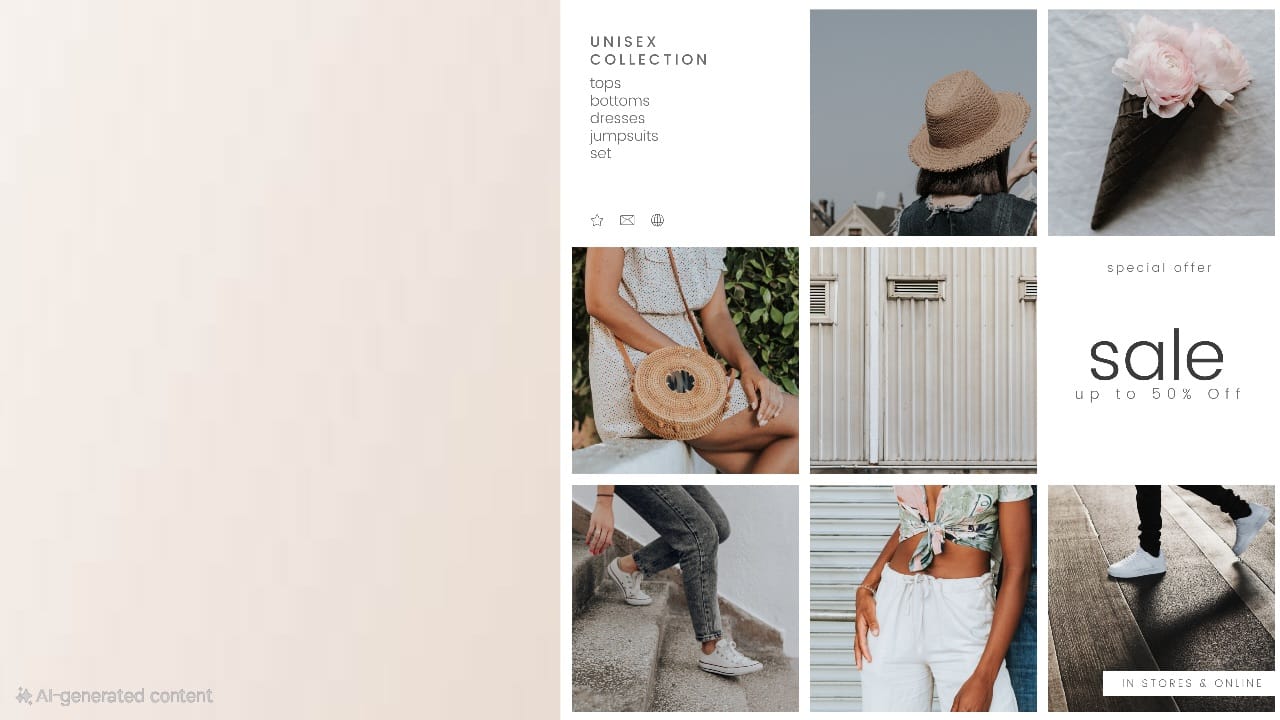 UNISEX
COLLECTION
tops
bottoms
dresses
jumpsuits
set
special offer
sale
up to 50% Off
IN STORES & ONLINE
AI-generated content